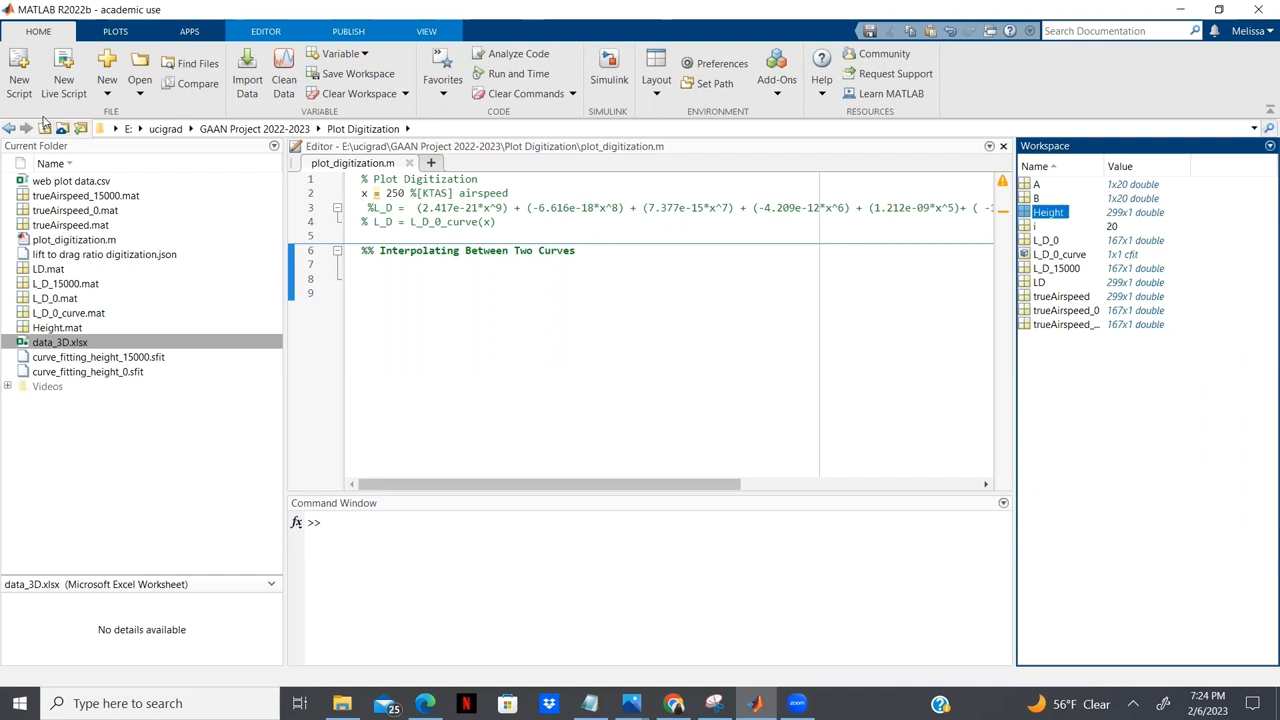 MATLAB R2022b - academic use
HOME PLOTS APPS EDITOR PUBLISH VIEW
Search Documentation
Melissa
New Script
New Live Script
New
Open
Find Files
Compare
FILE
Import Data
Clean Data
Variable
Save Workspace
Clear Workspace
VARIABLE
Favorites
Analyze Code
Run and Time
Clear Commands
CODE
Simulink
SIMULINK
Layout
Preferences
Set Path
Add-Ons
ENVIRONMENT
Help
Community
Request Support
Learn MATLAB
RESOURCES
E: ucigrad GAAN Project 2022-2023 Plot Digitization
Current Folder
Name
web plot data.csv
trueAirspeed_15000.mat
trueAirspeed_0.mat
trueAirspeed.mat
plot_digitization.m
lift to drag ratio digitization.json
LD.mat
L_D_15000.mat
L_D_0.mat
L_D_0_curve.mat
Height.mat
data_3D.xlsx
curve_fitting_height_15000.sfit
curve_fitting_height_0.sfit
Videos
data_3D.xlsx (Microsoft Excel Worksheet)
No details available
Editor - E:\ucigrad\GAAN Project 2022-2023\Plot Digitization\plot_digitization.m
plot_digitization.m
1 % Plot Digitization
2 x = 250 %[KTAS] airspeed
3 %L_D = (2.417e-21*x^9) + (-6.616e-18*x^8) + (7.377e-15*x^7) + (-4.209e-12*x^6) + (1.212e-09*x^5)+ ( -
4 % L_D = L_D_0_curve(x)
5
6 %% Interpolating Between Two Curves
7
8
9
Command Window
fx >>
Workspace
Name Value
A 1x20 double
B 1x20 double
Height 299x1 double
i 20
L_D_0 167x1 double
L_D_0_curve 1x1 cfit
L_D_15000 167x1 double
LD 299x1 double
trueAirspeed 299x1 double
trueAirspeed_0 167x1 double
trueAirspeed_... 167x1 double
Type here to search
25
zoom
56°F Clear
7:24 PM
2/6/2023